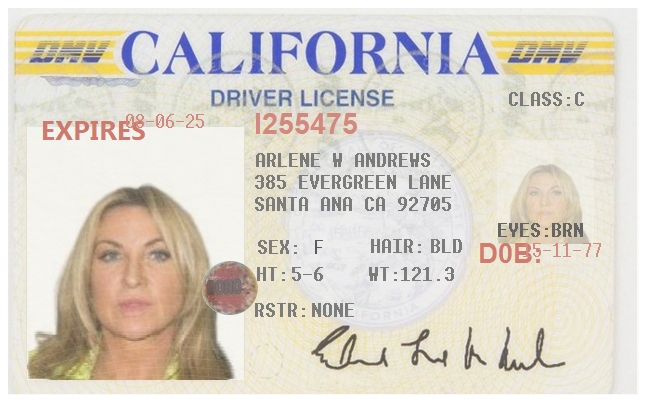 DMV CALIFORNIA DMV
DRIVER LICENSE
CLASS:C
EXPIRES 08-06-25
I255475
ARLENE W ANDREWS
385 EVERGREEN LANE
SANTA ANA CA 92705
EYES:BRN
SEX: F HAIR: BLD
D0B:5-11-77
HT:5-6 WT:121.3
RSTR:NONE